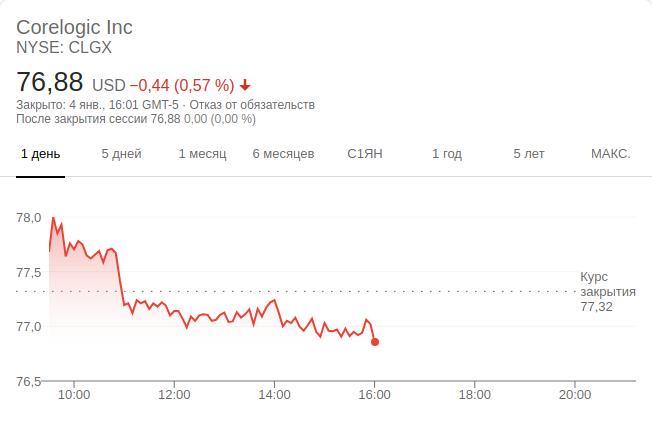 Corelogic Inc
NYSE: CLGX
76,88 USD −0,44 (0,57 %)
Закрыто: 4 янв., 16:01 GMT-5 · Отказ от обязательств
После закрытия сессии 76,88 0,00 (0,00 %)
1 день 5 дней 1 месяц 6 месяцев С1ЯН 1 год 5 лет МАКС.
78,0
77,5
Курс
закрытия
77,32
77,0
76,5
10:00 12:00 14:00 16:00 18:00 20:00